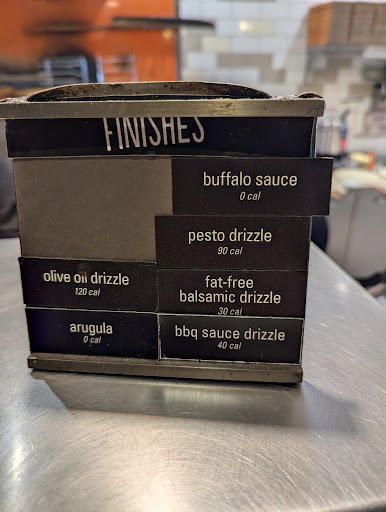 FINISHES
buffalo sauce
0 cal
pesto drizzle
90 cal
olive oil drizzle
120 cal
fat-free
balsamic drizzle
30 cal
arugula
0 cal
bbq sauce drizzle
40 cal